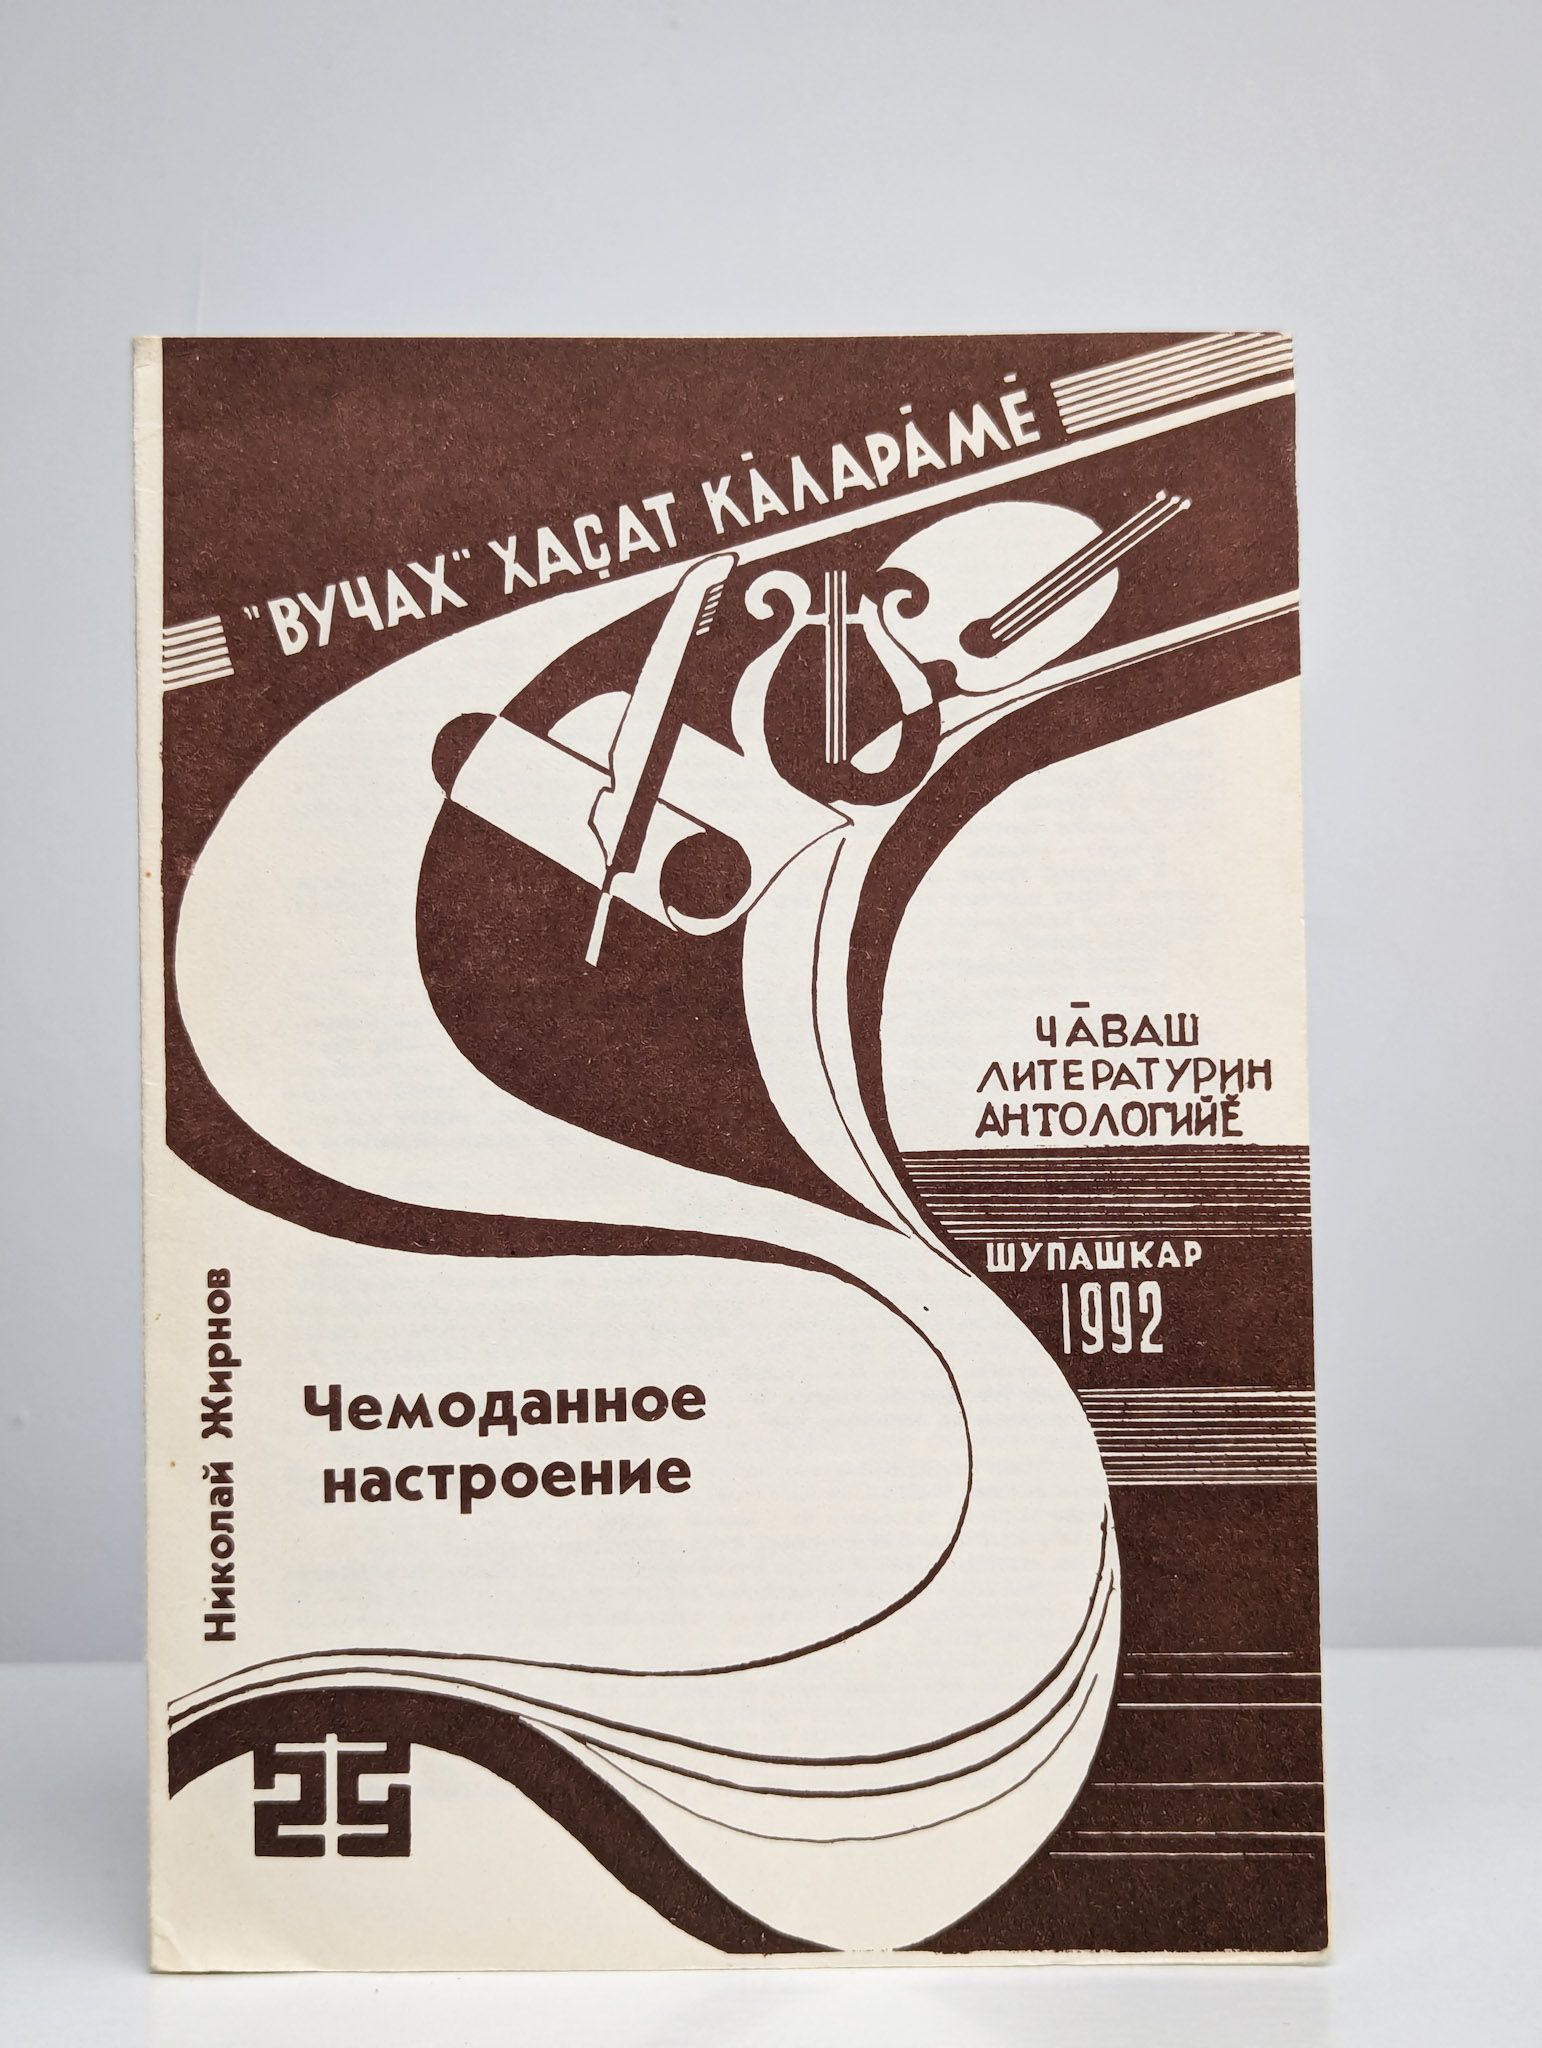 "ВУЧАХ" ХАҪАТ КӐЛАРӐМӖ
ЧӐВАШ
ЛИТЕРАТУРИН
АНТОЛОГИЙӖ
ШУПАШКАР
1992
Николай Жирнов
Чемоданное
настроение
25